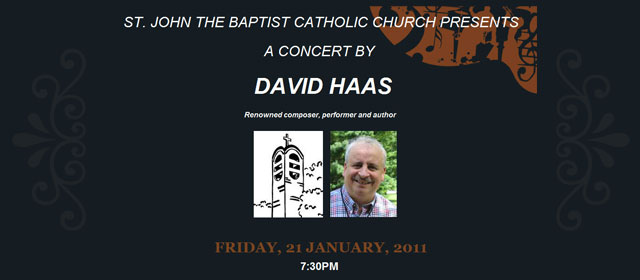 ST. JOHN THE BAPTIST CATHOLIC CHURCH PRESENTS
A CONCERT BY
DAVID HAAS
Renowned composer, performer and author
FRIDAY, 21 JANUARY, 2011
7:30PM